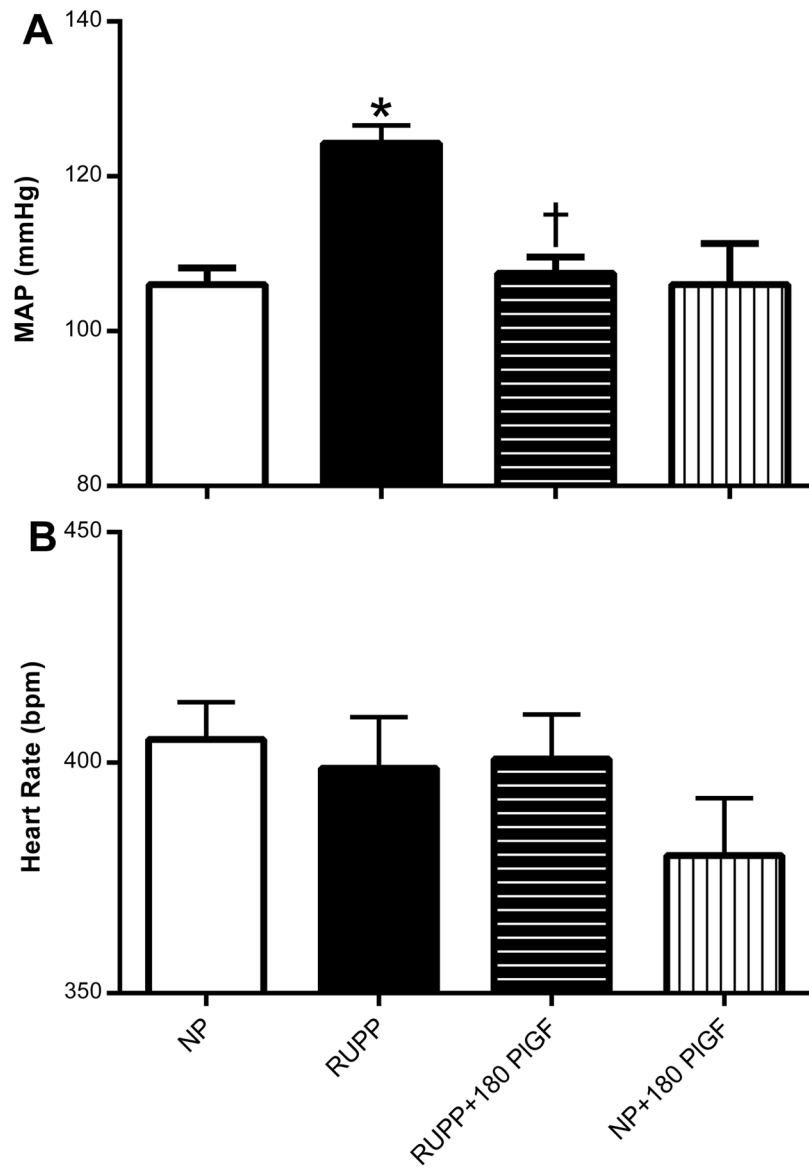 A
140
*
120
†
MAP (mmHg)
100
80
B
450
Heart Rate (bpm)
400
350
NP
RUPP
RUPP+180 PlGF
NP+180 PlGF